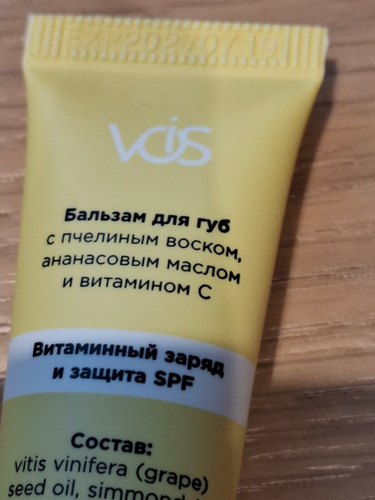 EXP20270719
VOIS
Бальзам для губ
с пчелиным воском,
ананасовым маслом
и витамином С
Витаминный заряд
и защита SPF
Состав:
vitis vinifera (grape)
seed oil,